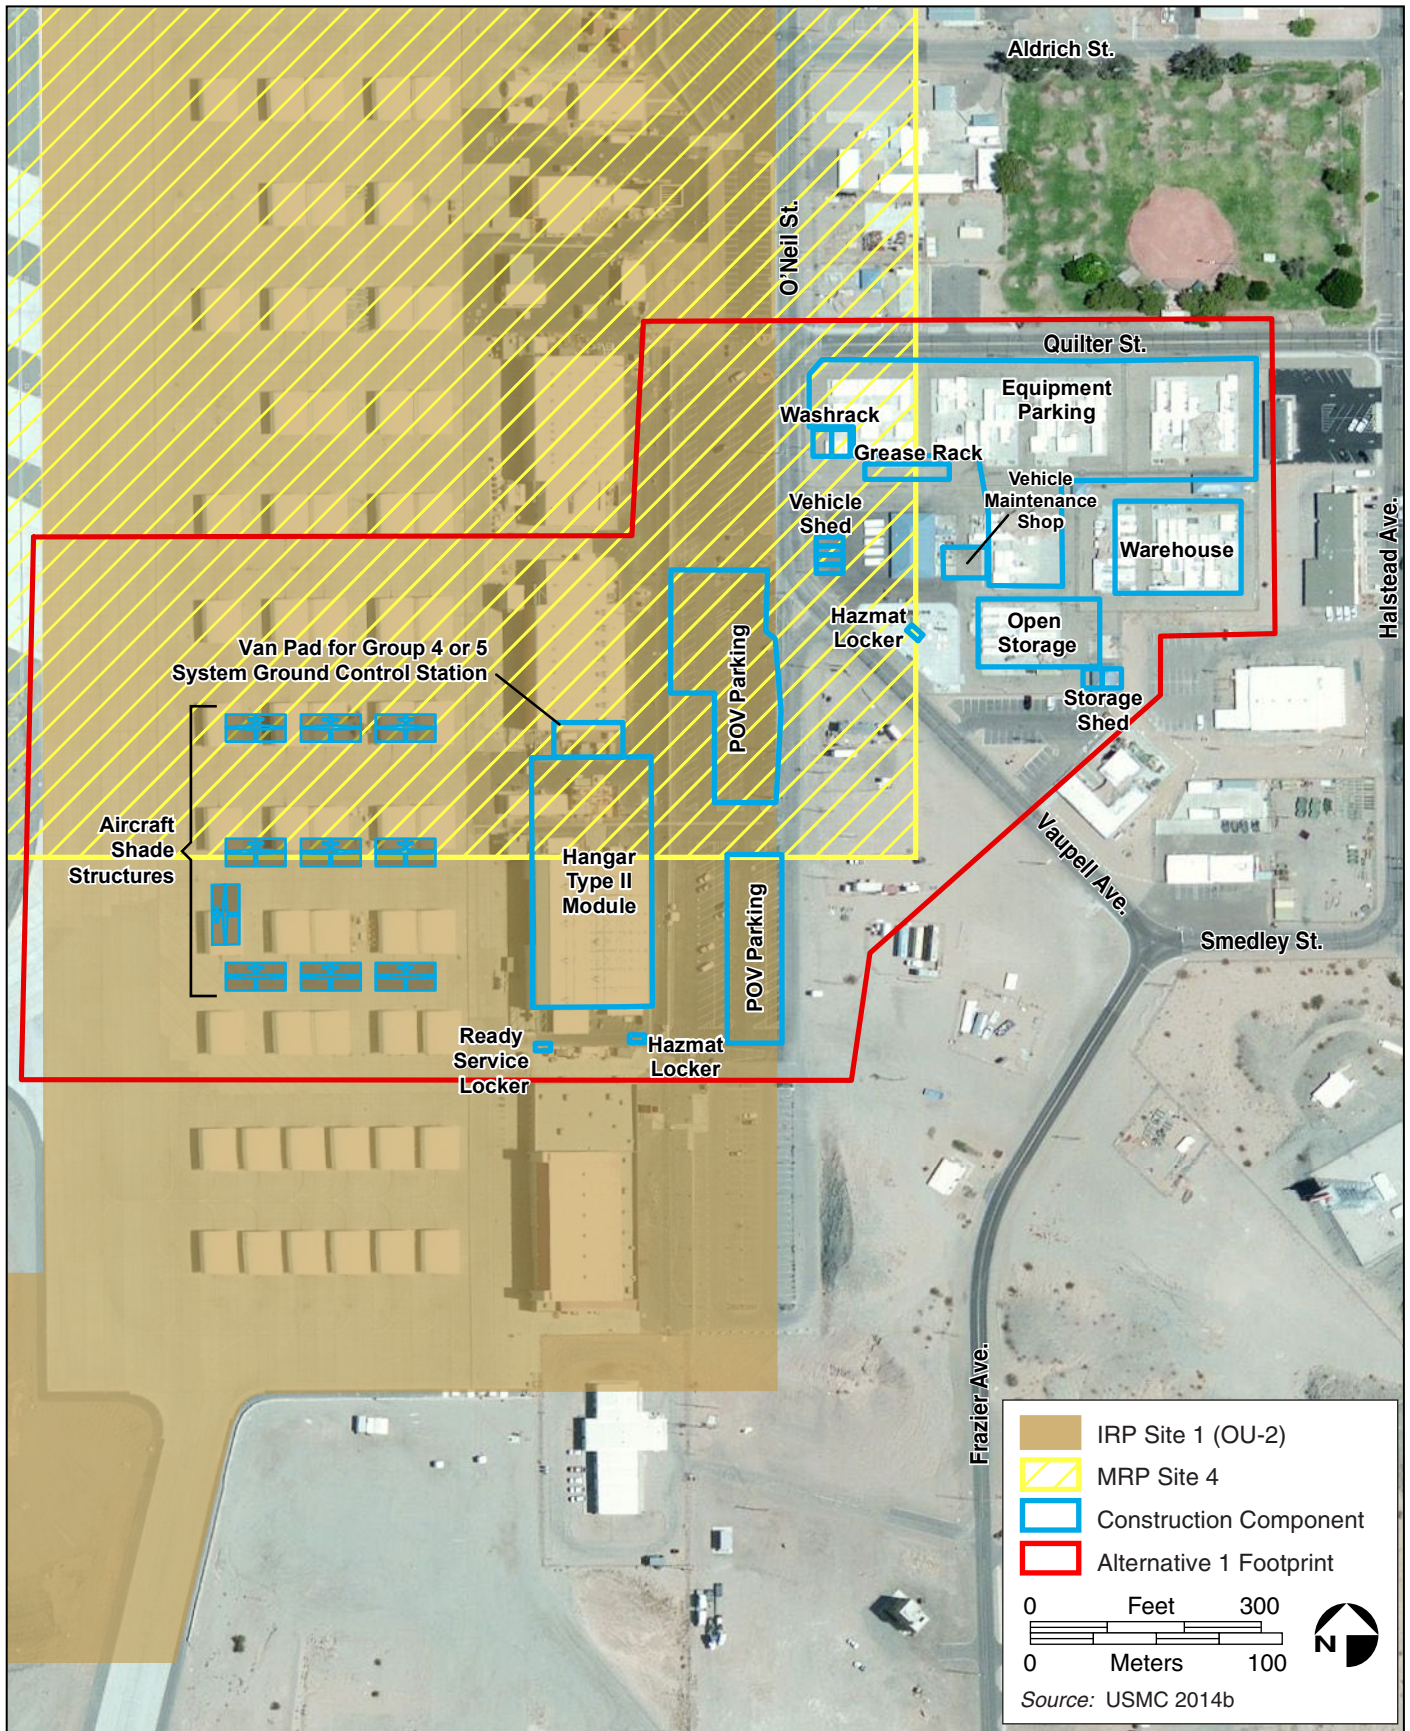 Aldrich St.
O'Neil St.
Quilter St.
Equipment
Parking
Washrack
Grease Rack
Vehicle
Maintenance
Shop
Vehicle
Shed
Warehouse
Halstead Ave.
Hazmat
Locker
Open
Storage
Storage
Shed
Van Pad for Group 4 or 5
System Ground Control Station
POV Parking
Aircraft
Shade
Structures
Hangar
Type II
Module
POV Parking
Vaupell Ave.
Smedley St.
Ready
Service
Locker
Hazmat
Locker
Frazier Ave.
IRP Site 1 (OU-2)
MRP Site 4
Construction Component
Alternative 1 Footprint
0 Feet 300
0 Meters 100
N
Source: USMC 2014b